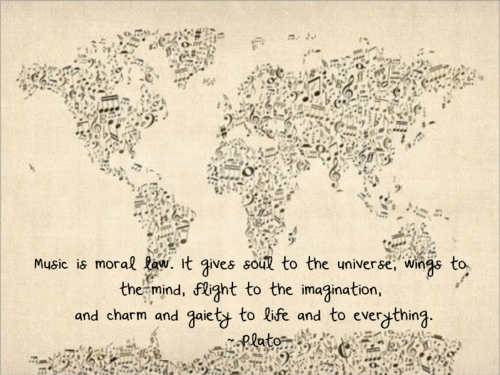 Music is moral law. It gives soul to the universe, wings to
the mind, flight to the imagination,
and charm and gaiety to life and to everything.
~ Plato